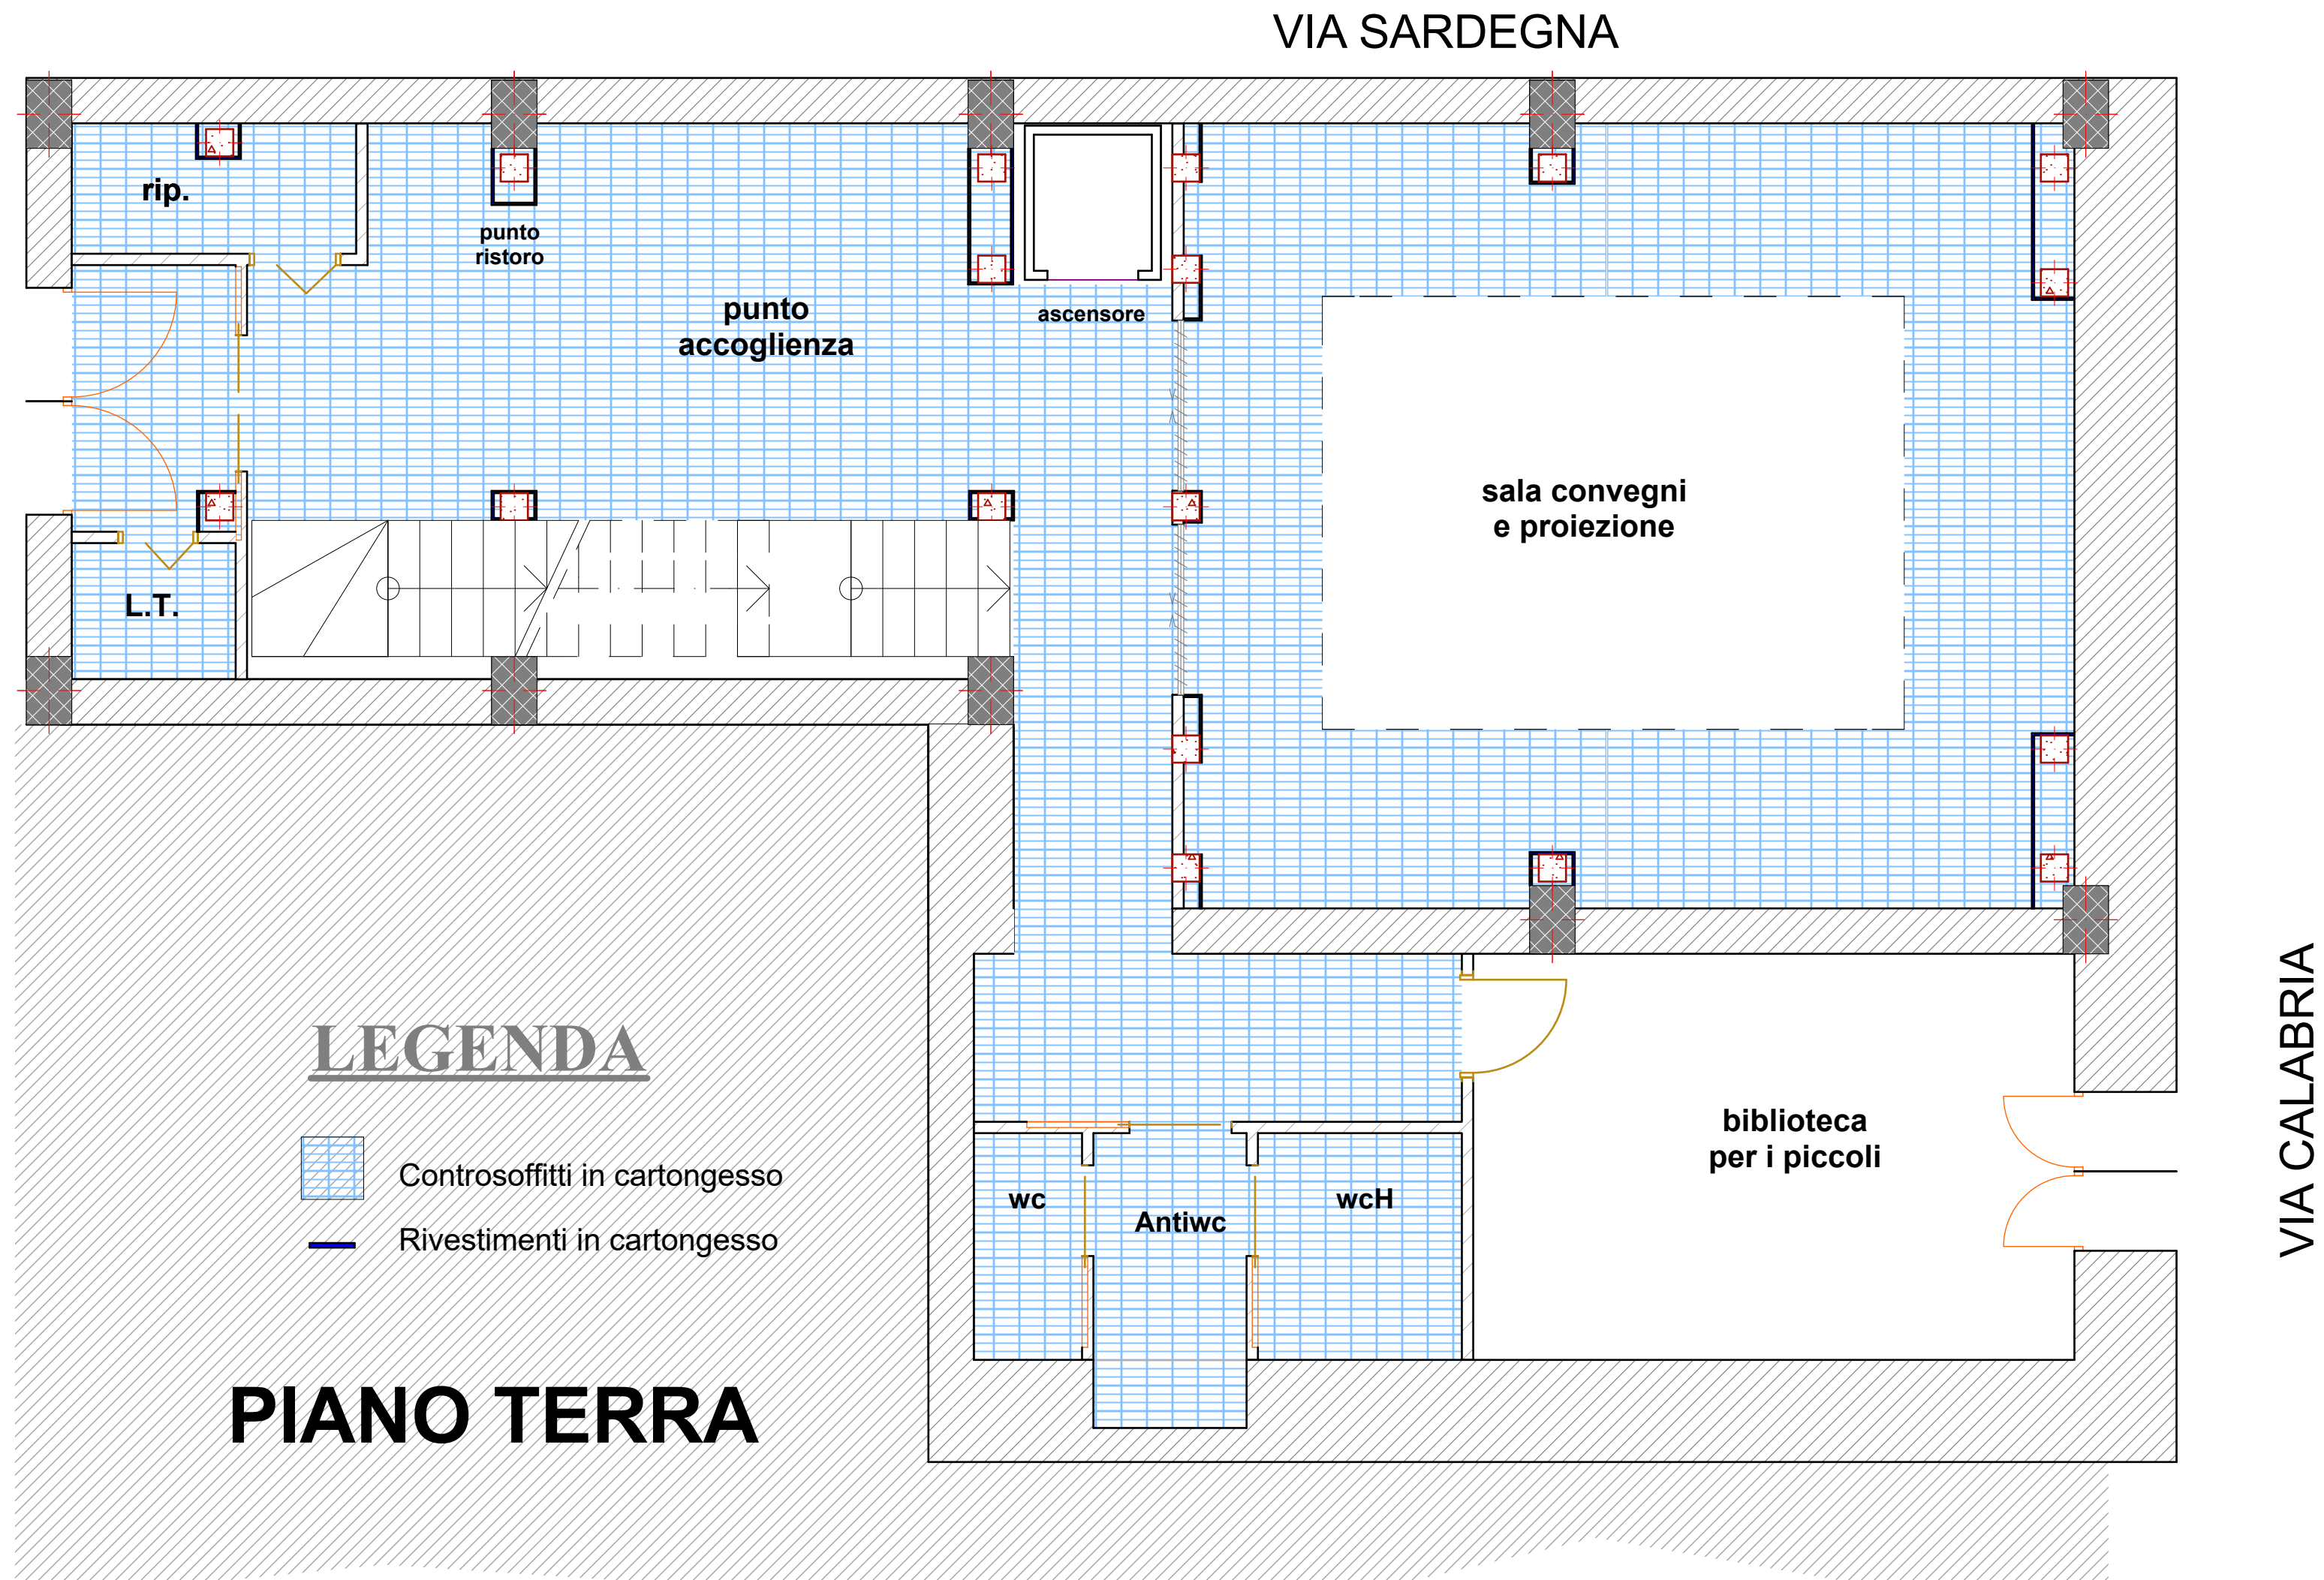 VIA SARDEGNA
rip.
punto
ristoro
punto
accoglienza
ascensore
sala convegni
e proiezione
L.T.
VIA CALABRIA
LEGENDA
Controsoffitti in cartongesso
Rivestimenti in cartongesso
biblioteca
per i piccoli
wc
Antiwc
wcH
PIANO TERRA